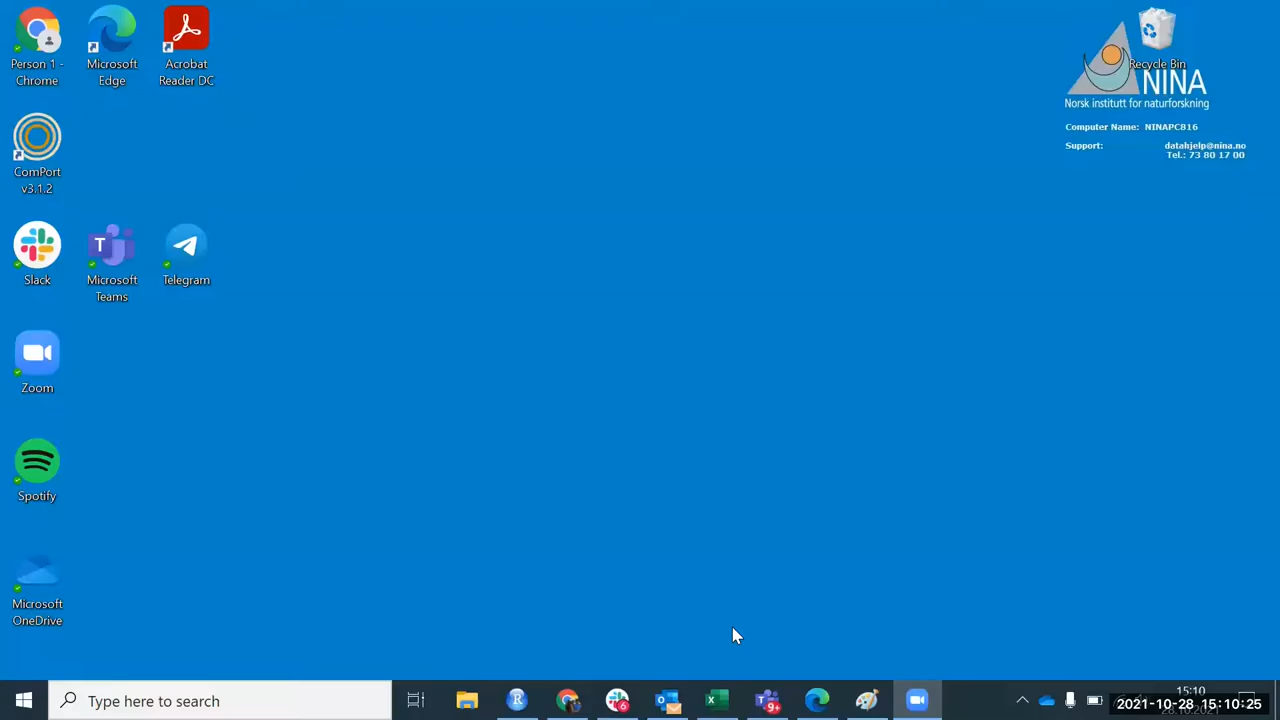 Person 1 -
Chrome
Microsoft
Edge
Acrobat
Reader DC
Recycle Bin
NINA
Norsk institutt for naturforskning
Computer Name: NINAPC816
Support: datahjelp@nina.no
Tel.: 73 80 17 00
ComPort
v3.1.2
Slack
T
Microsoft
Teams
Telegram
Zoom
Spotify
Microsoft
OneDrive
Type here to search
R
6
9+
15:10
2021-10-28 15:10:25